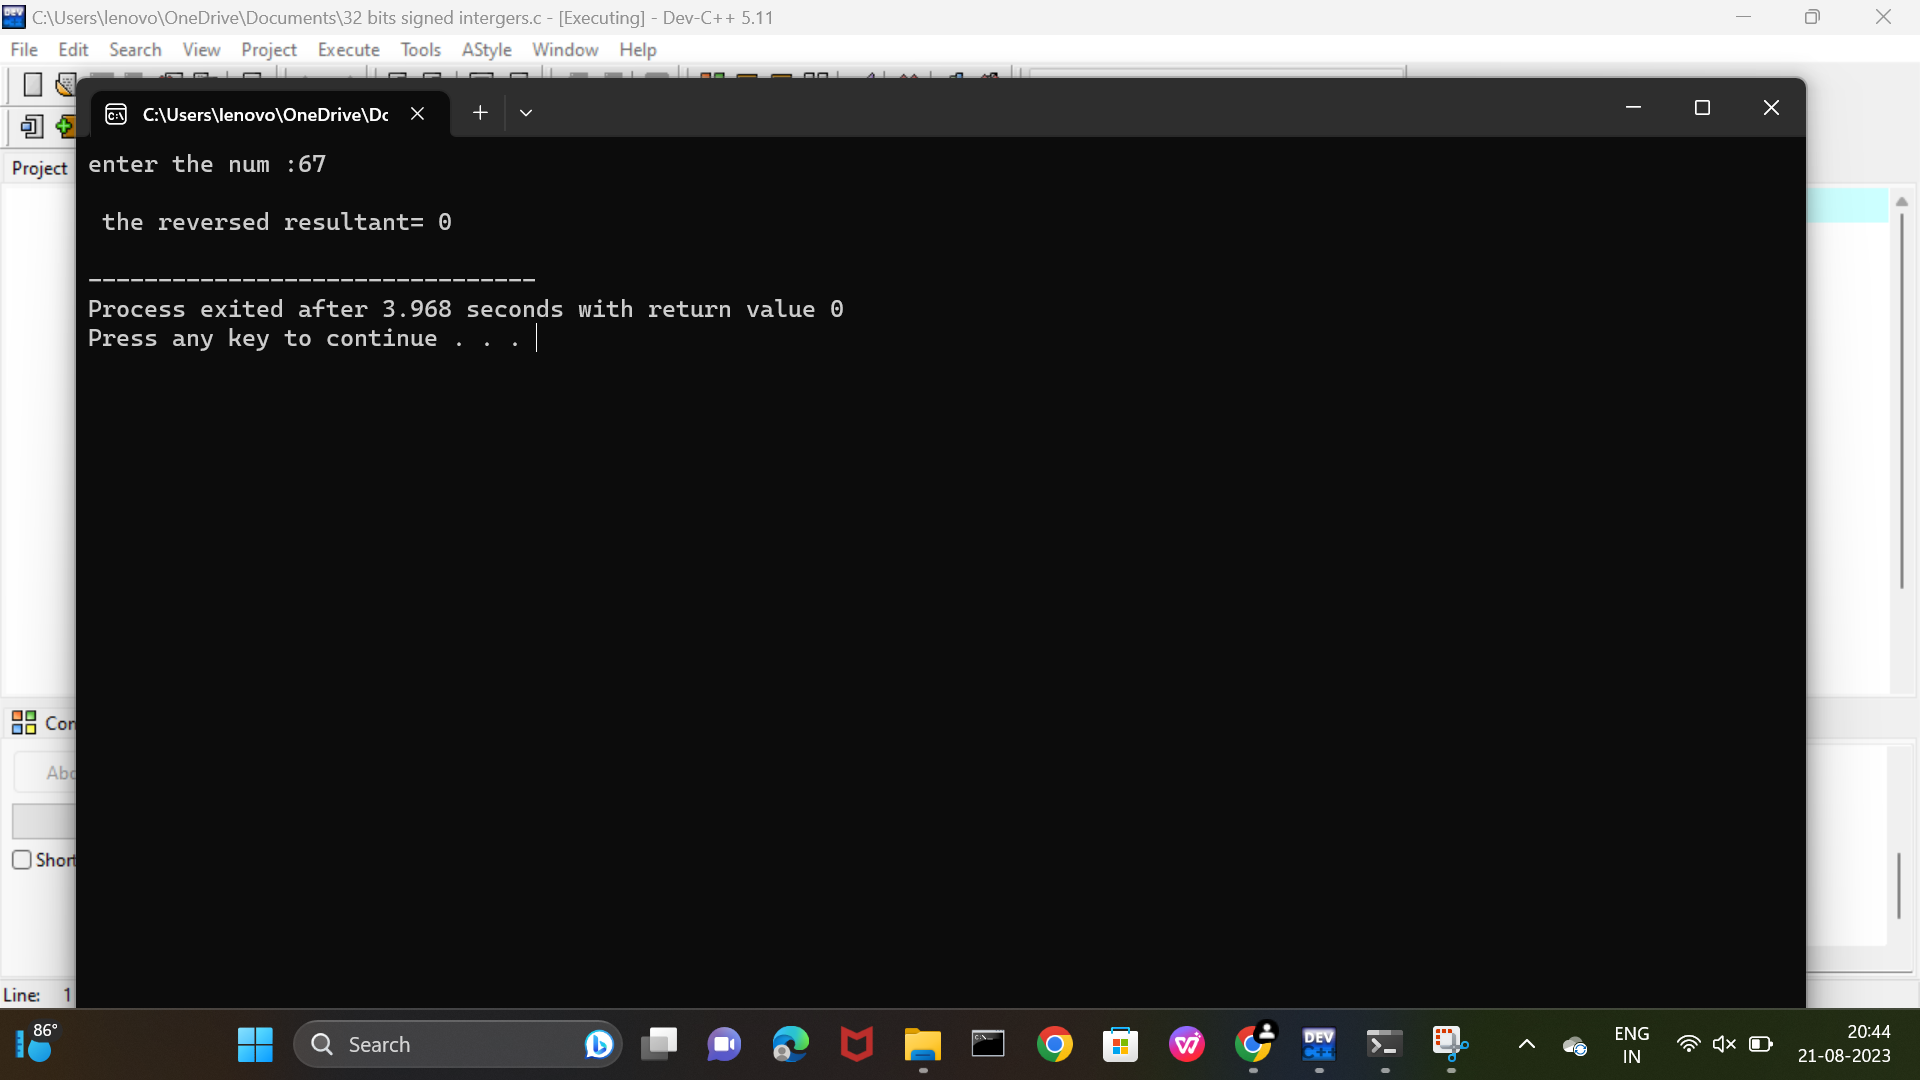 C:\Users\lenovo\OneDrive\Documents\32 bits signed intergers.c - [Executing] - Dev-C++ 5.11
File Edit Search View Project Execute Tools AStyle Window Help
C:\Users\lenovo\OneDrive\Dc
Project
enter the num :67
the reversed resultant= 0
--------------------------------
Process exited after 3.968 seconds with return value 0
Press any key to continue . . .
Con
Abo
Short
Line: 1
86°
Search
DEV C++
ENG
IN
20:44
21-08-2023